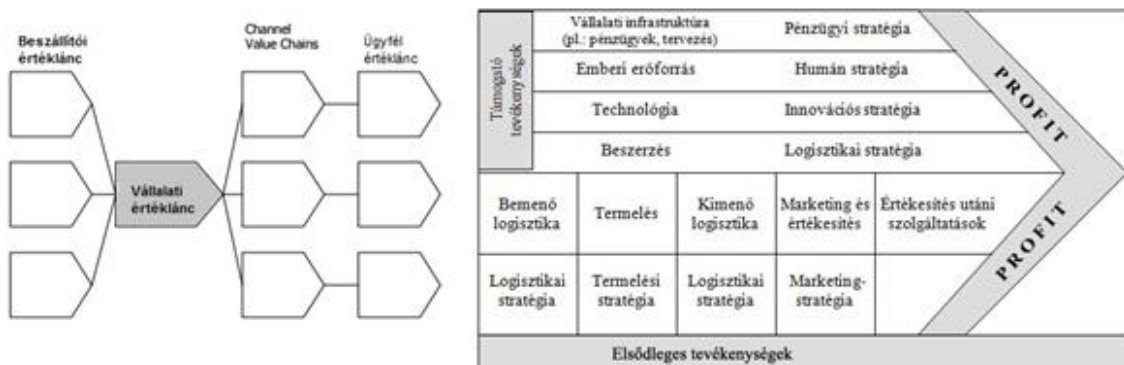 Beszállítói
értéklánc
Channel
Value Chains
Ügyfél
értéklánc
Vállalati
értéklánc
Támogató
tevékenységek
Vállalati infrastruktúra
(pl.: pénzügyek, tervezés)
Pénzügyi stratégia
Emberi erőforrás
Humán stratégia
Technológia
Innovációs stratégia
Beszerzés
Logisztikai stratégia
PROFIT
Bemenő
logisztika
Termelés
Kimenő
logisztika
Marketing és
értékesítés
Értékesítés utáni
szolgáltatások
Logisztikai
stratégia
Termelési
stratégia
Logisztikai
stratégia
Marketing-
stratégia
PROFIT
Elsődleges tevékenységek